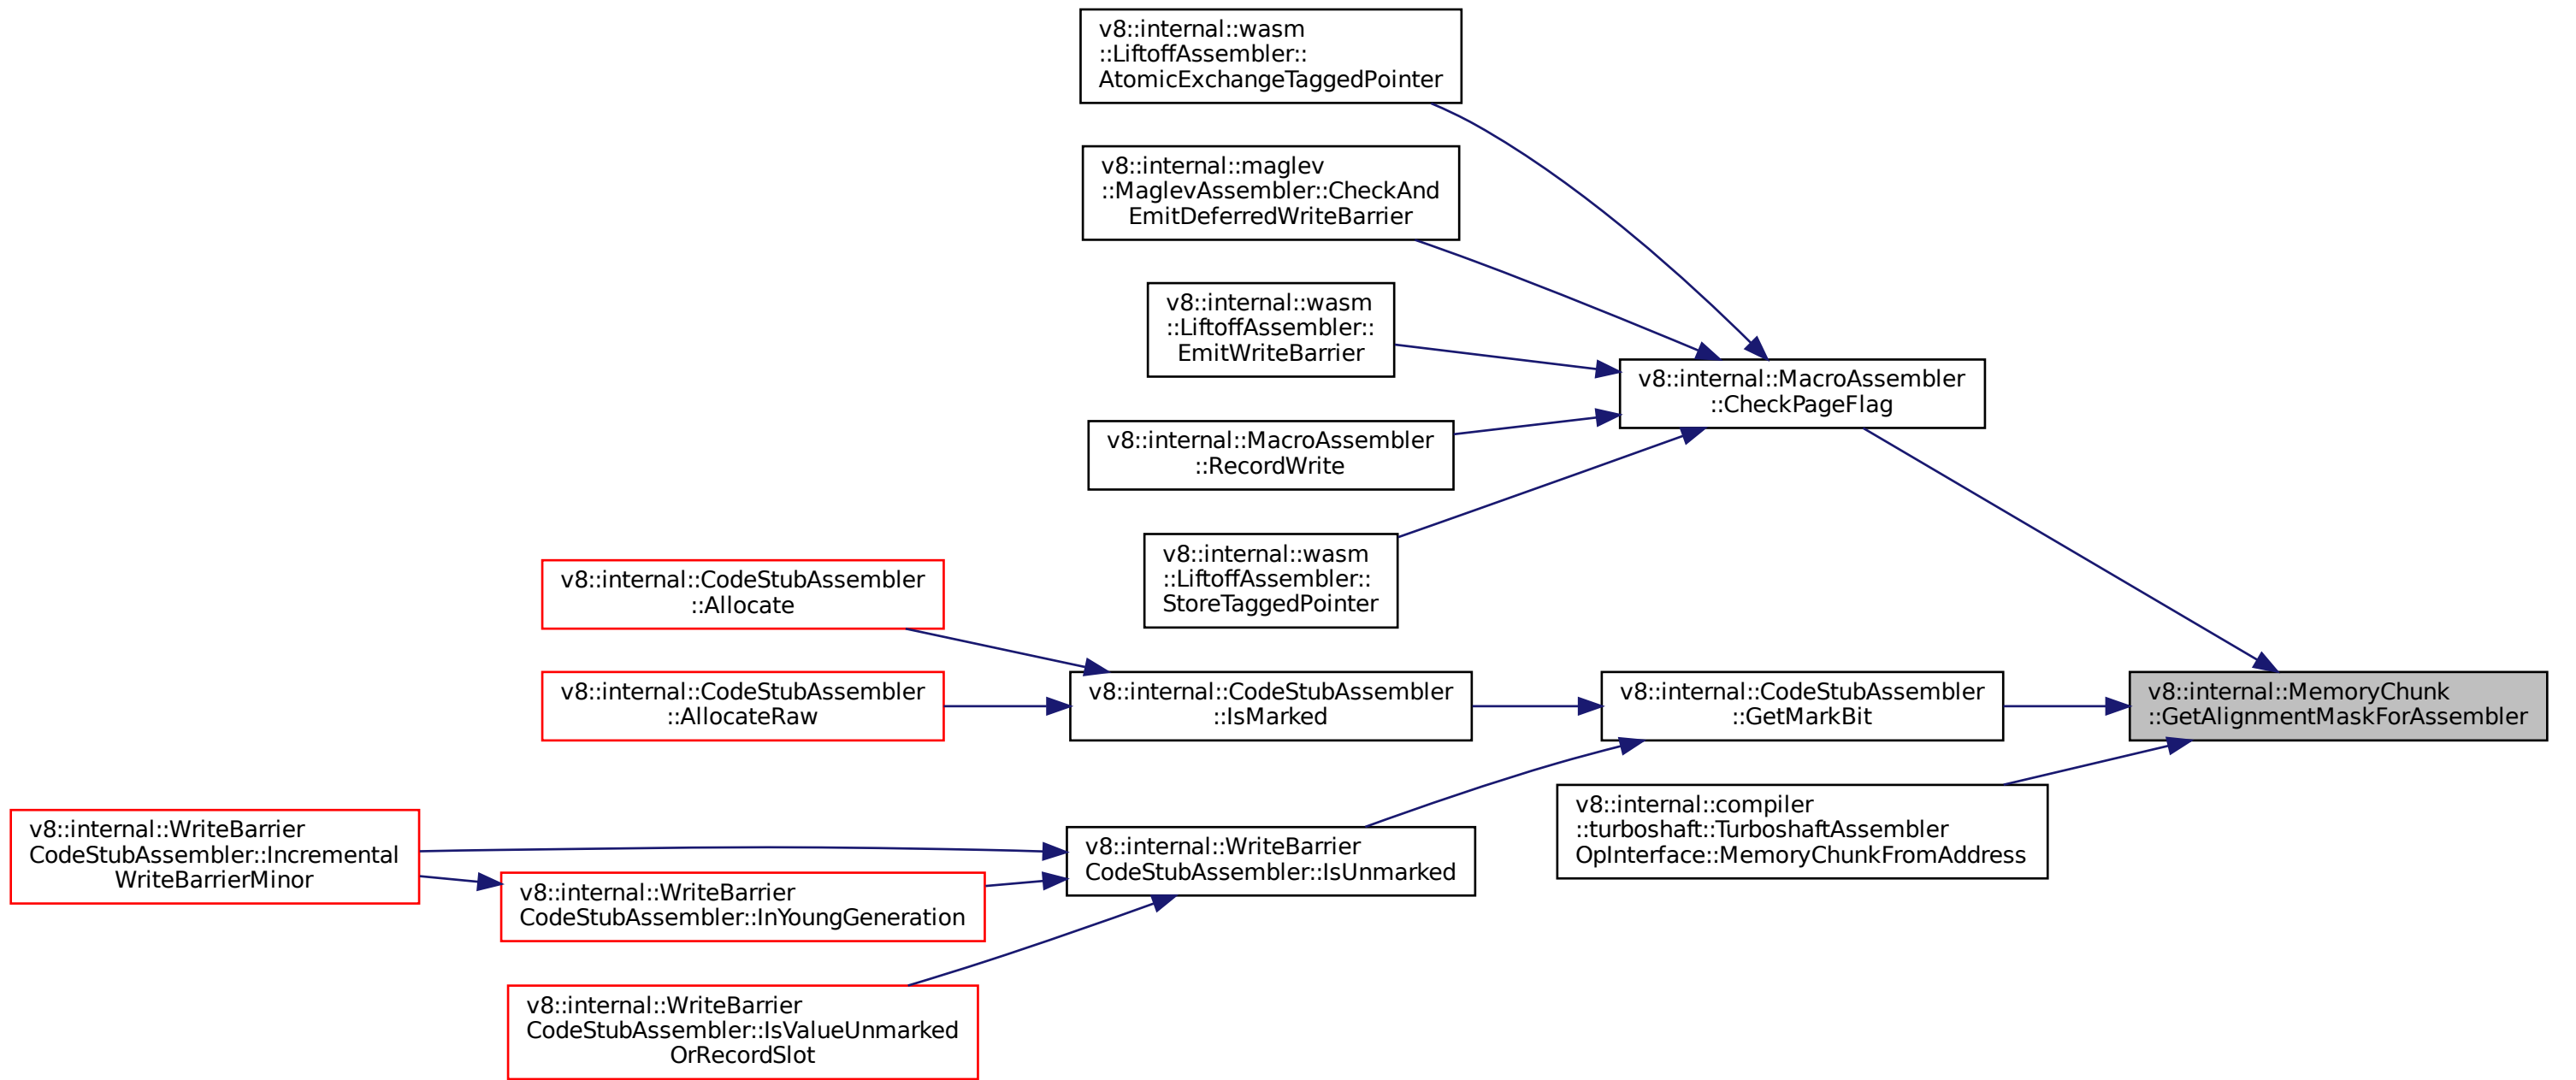 v8::internal::wasm
::LiftoffAssembler::
AtomicExchangeTaggedPointer
v8::internal::maglev
::MaglevAssembler::CheckAnd
EmitDeferredWriteBarrier
v8::internal::wasm
::LiftoffAssembler::
EmitWriteBarrier
v8::internal::MacroAssembler
::CheckPageFlag
v8::internal::MacroAssembler
::RecordWrite
v8::internal::wasm
::LiftoffAssembler::
StoreTaggedPointer
v8::internal::CodeStubAssembler
::Allocate
v8::internal::CodeStubAssembler
::AllocateRaw
v8::internal::CodeStubAssembler
::IsMarked
v8::internal::CodeStubAssembler
::GetMarkBit
v8::internal::MemoryChunk
::GetAlignmentMaskForAssembler
v8::internal::compiler
::turboshaft::TurboshaftAssembler
OpInterface::MemoryChunkFromAddress
v8::internal::WriteBarrier
CodeStubAssembler::Incremental
WriteBarrierMinor
v8::internal::WriteBarrier
CodeStubAssembler::InYoungGeneration
v8::internal::WriteBarrier
CodeStubAssembler::IsUnmarked
v8::internal::WriteBarrier
CodeStubAssembler::IsValueUnmarked
OrRecordSlot